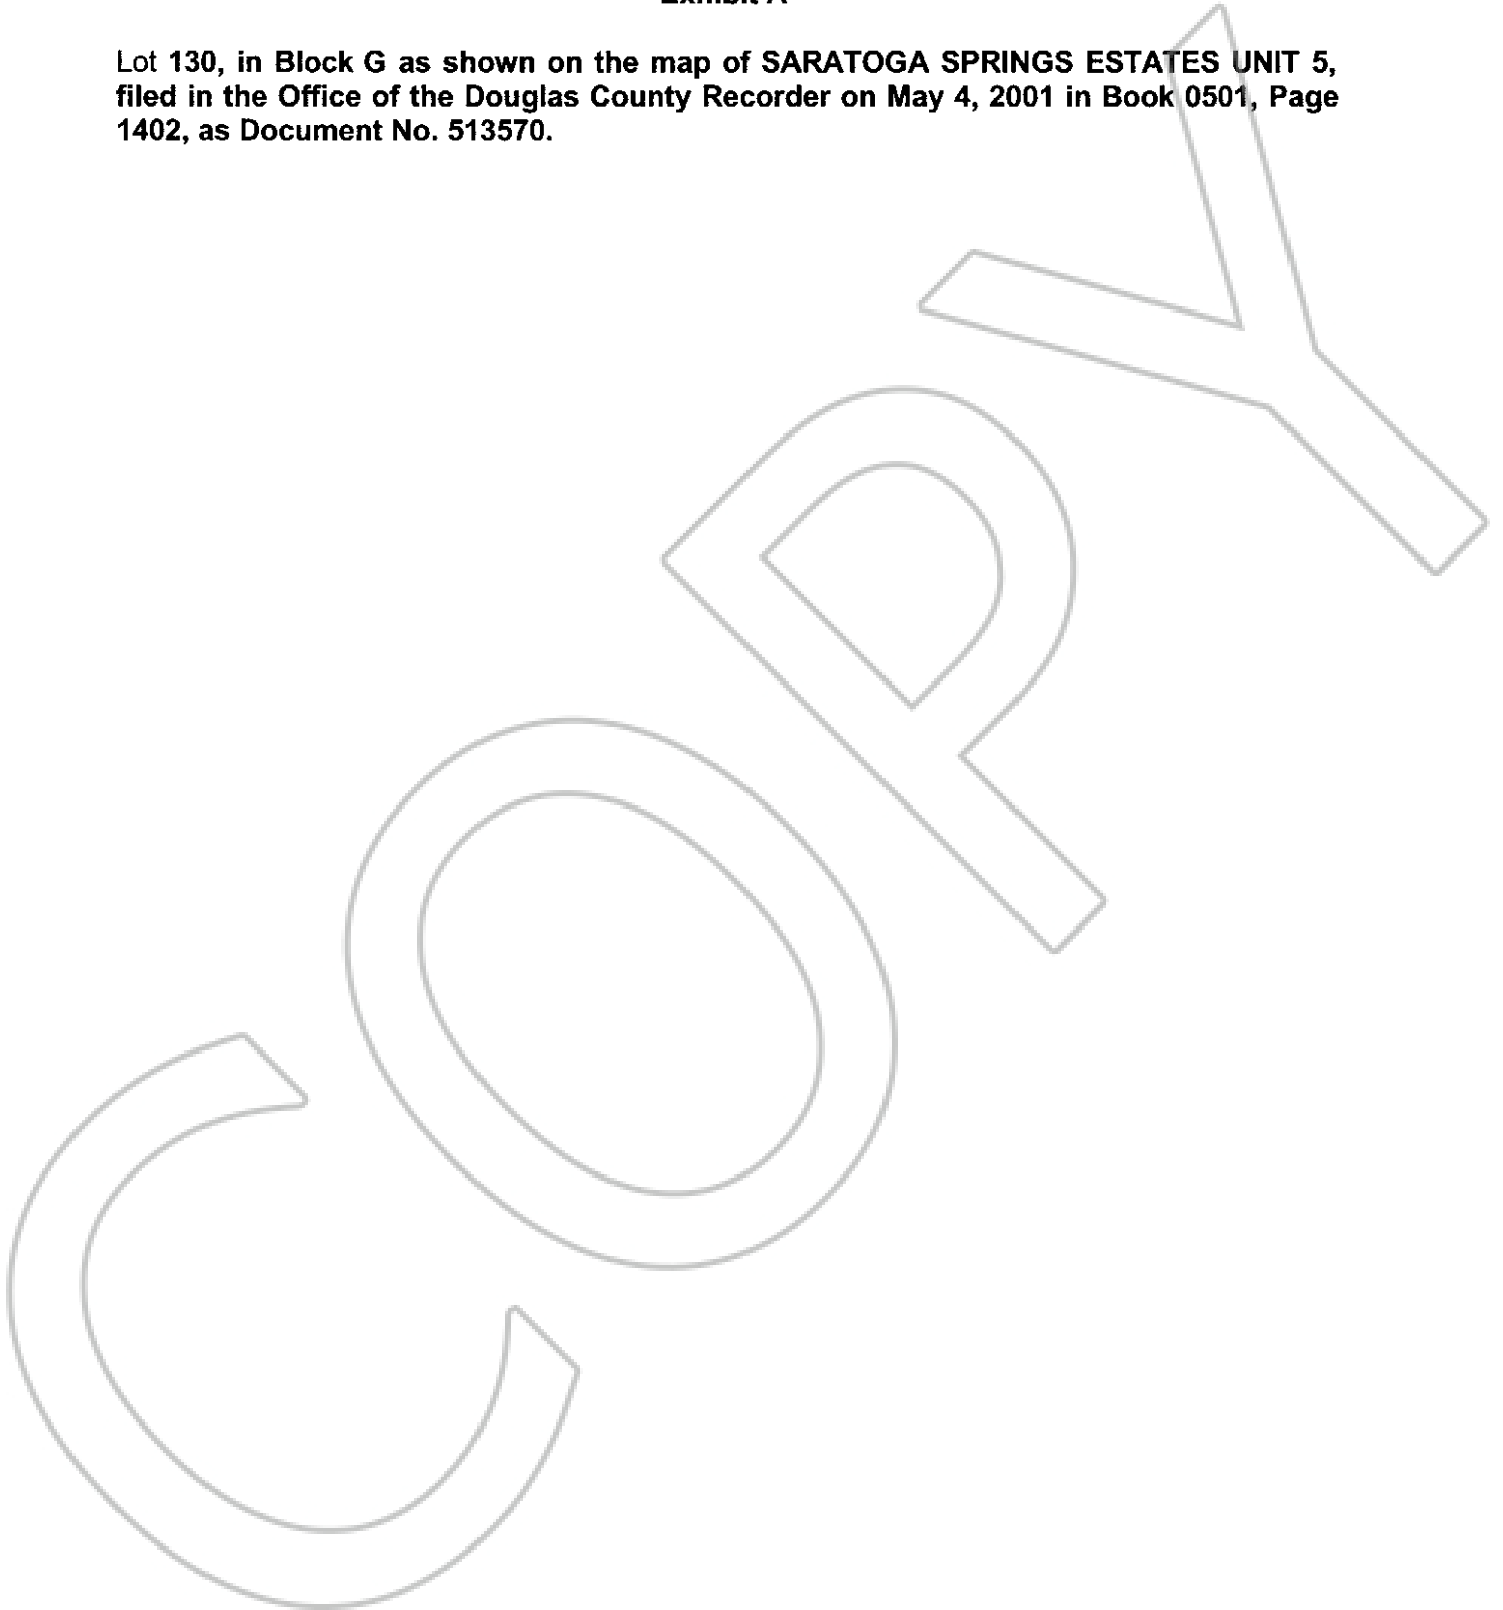 Exhibit A
Lot 130, in Block G as shown on the map of SARATOGA SPRINGS ESTATES UNIT 5,
filed in the Office of the Douglas County Recorder on May 4, 2001 in Book 0501, Page
1402, as Document No. 513570.
COPY